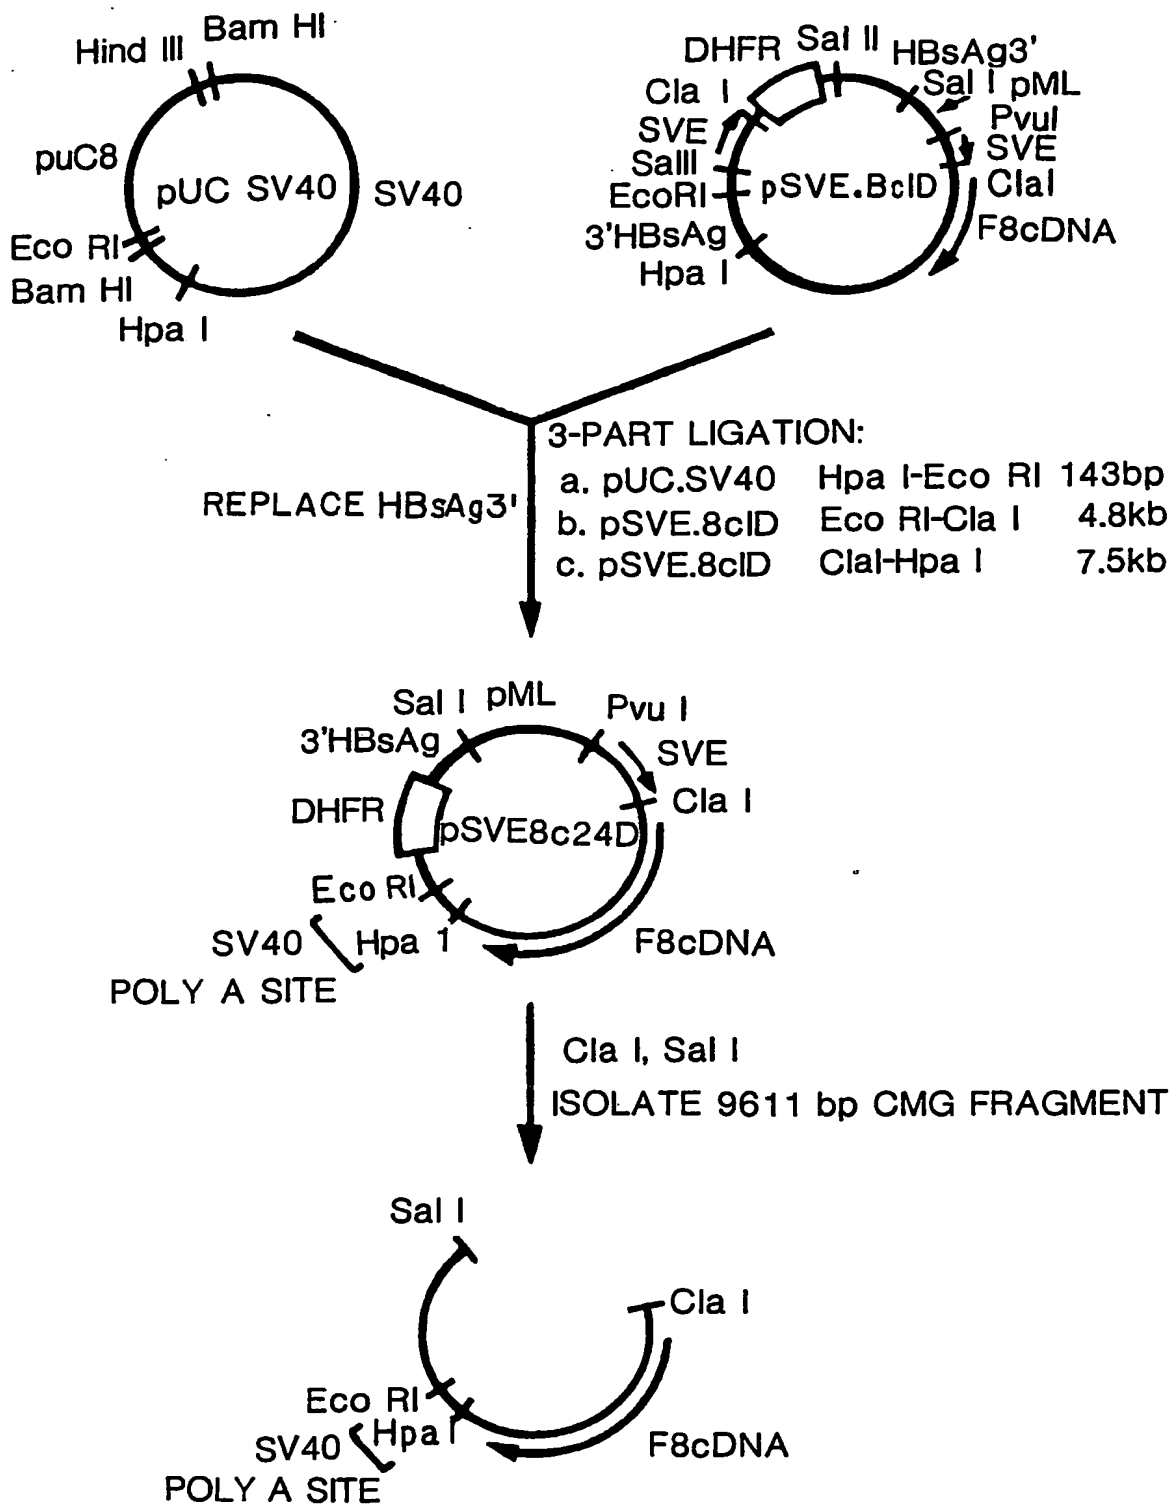 Hind III
Bam HI
puC8
pUC SV40
SV40
Eco RI
Bam HI
Hpa I
DHFR
Sal II
HBsAg3'
Cla I
Sal I
pML
SVE
PvuI
SVE
SalII
ClaI
EcoRI
pSVE.BclD
3'HBsAg
F8cDNA
Hpa I
3-PART LIGATION:
REPLACE HBsAg3'
a. pUC.SV40 Hpa I-Eco RI 143bp
b. pSVE.8clD Eco RI-Cla I 4.8kb
c. pSVE.8clD ClaI-Hpa I 7.5kb
Sal I
pML
Pvu I
3'HBsAg
SVE
DHFR
Cla I
pSVE8c24D
Eco RI
SV40
Hpa 1
F8cDNA
POLY A SITE
Cla I, Sal I
ISOLATE 9611 bp CMG FRAGMENT
Sal I
Cla I
Eco RI
Hpa I
SV40
F8cDNA
POLY A SITE